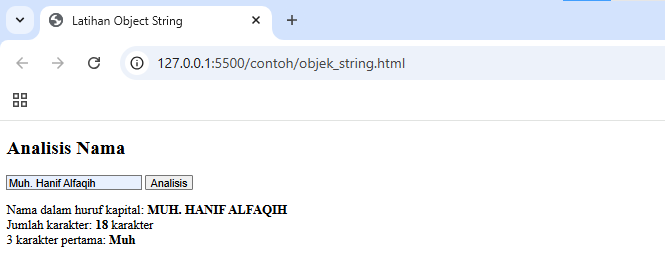 Latihan Object String
127.0.0.1:5500/contoh/objek_string.html
Analisis Nama
Muh. Hanif Alfaqih Analisis
Nama dalam huruf kapital: MUH. HANIF ALFAQIH
Jumlah karakter: 18 karakter
3 karakter pertama: Muh